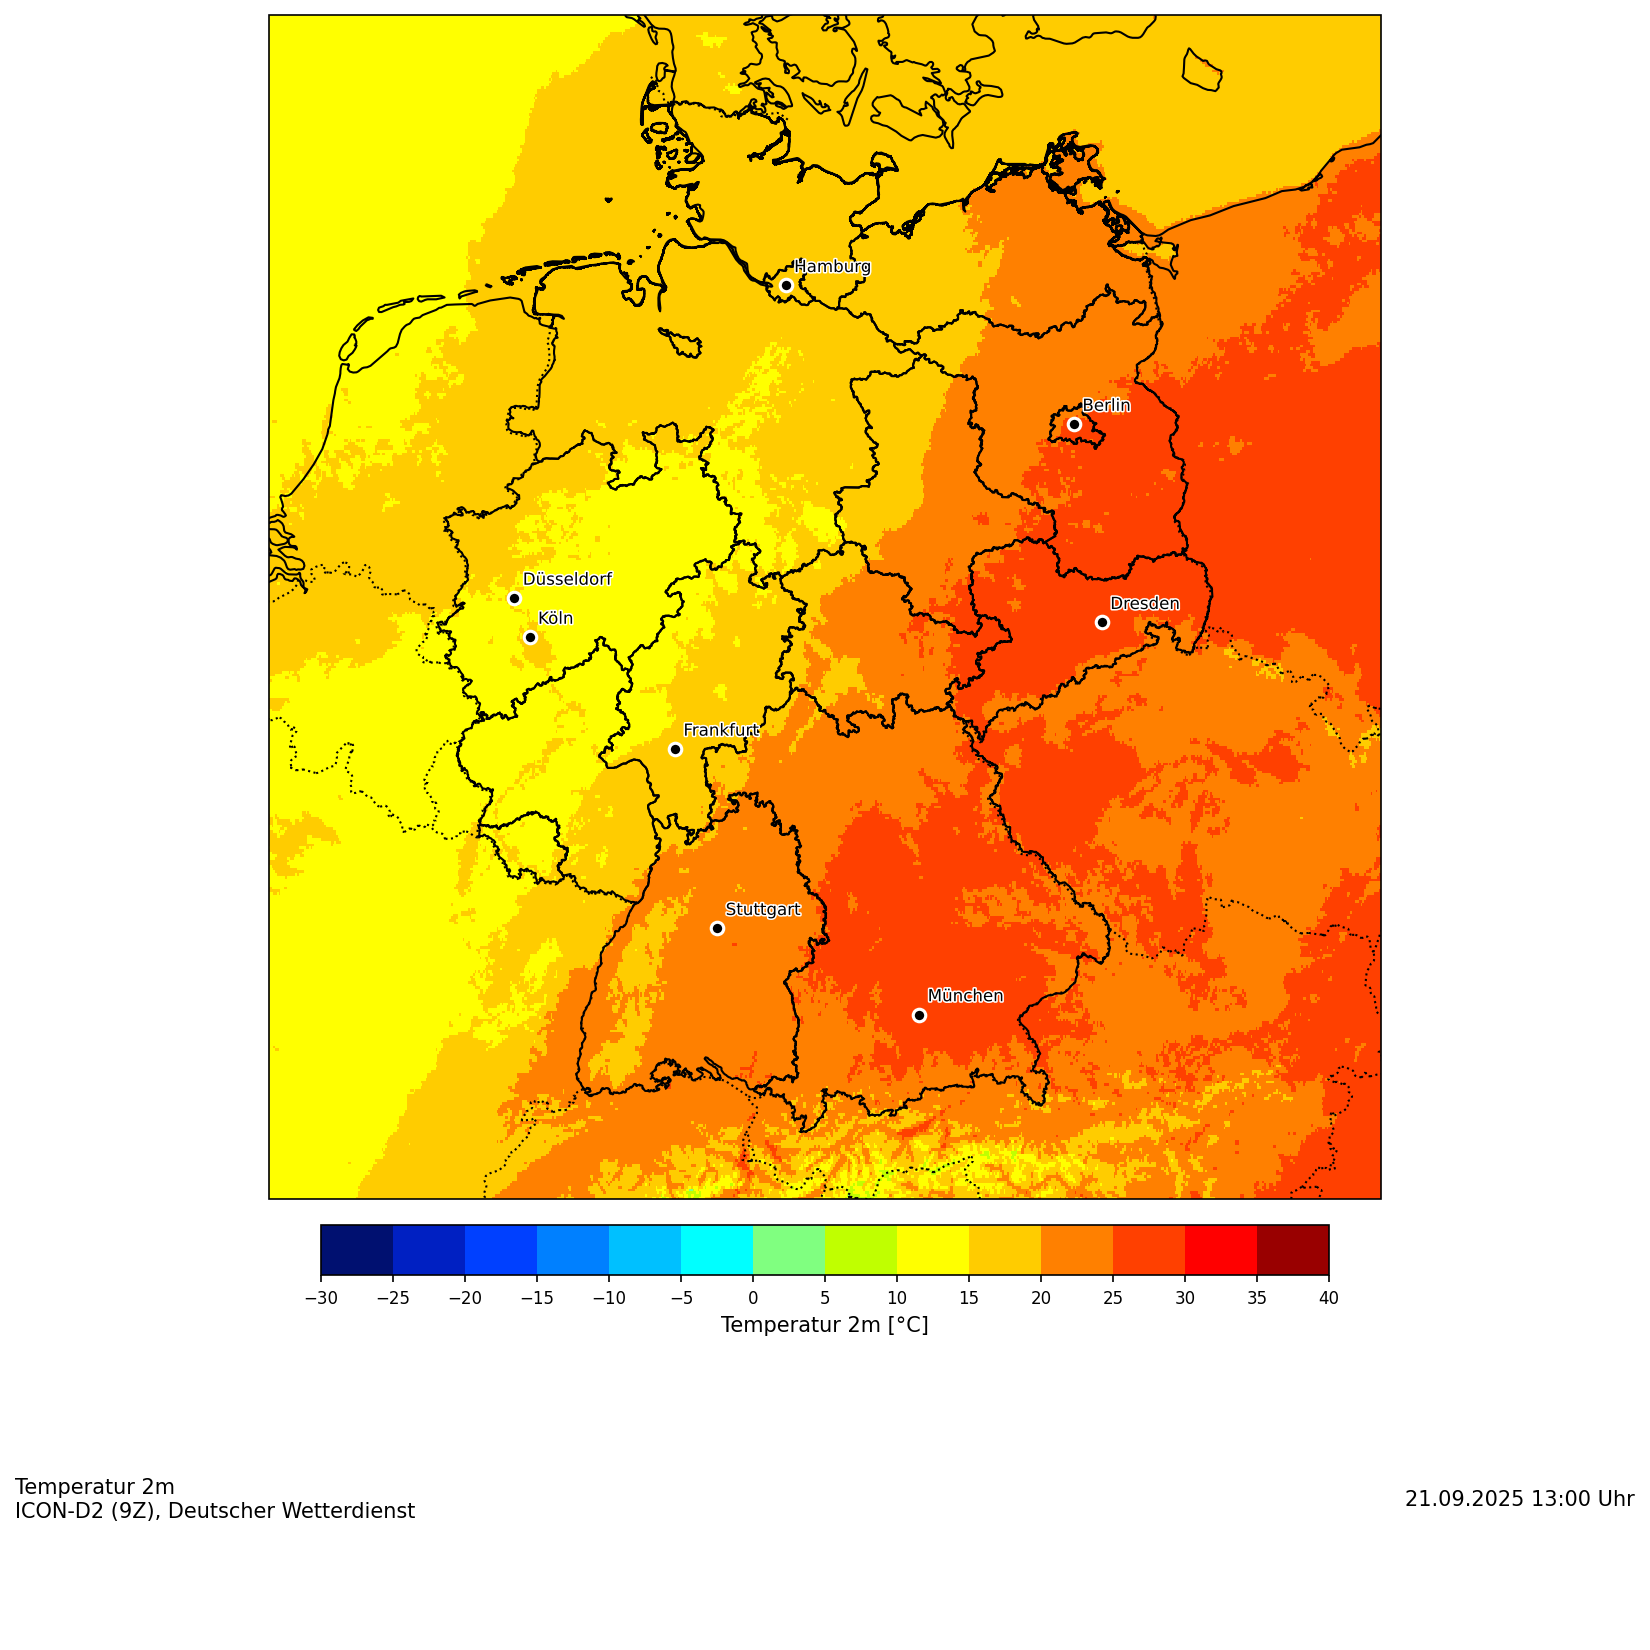 Hamburg
Berlin
Düsseldorf
Köln
Dresden
Frankfurt
Stuttgart
München
−30 −25 −20 −15 −10 −5 0 5 10 15 20 25 30 35 40
Temperatur 2m [°C]
Temperatur 2m
ICON-D2 (9Z), Deutscher Wetterdienst
21.09.2025 13:00 Uhr